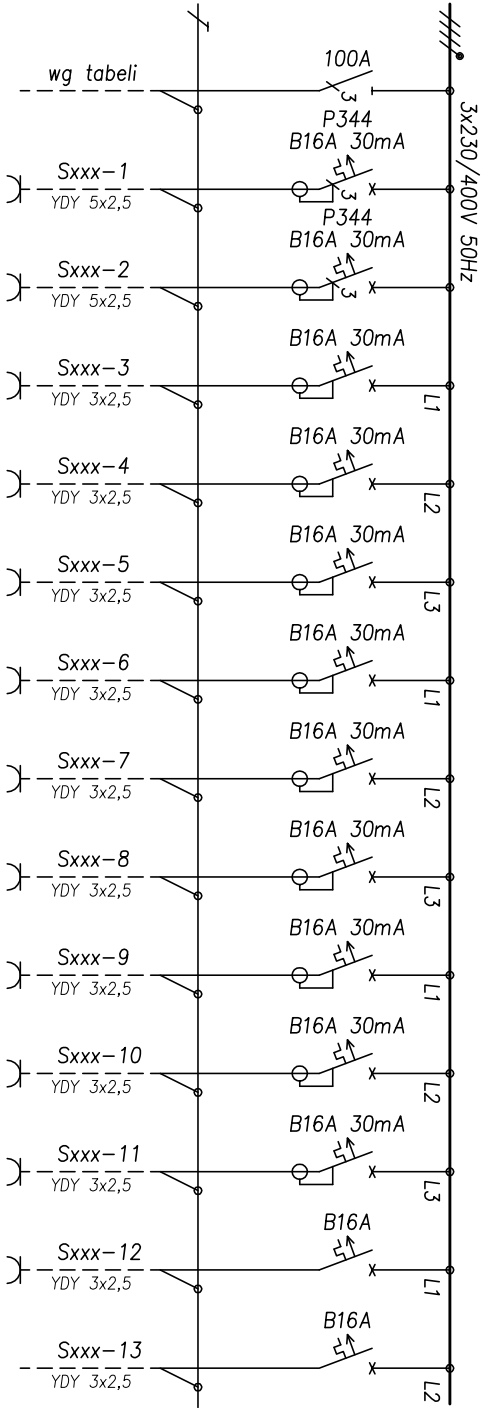 100A
wg tabeli
3x230/400V 50Hz
3
P344
B16A 30mA
Sxxx-1
YDY 5x2,5
3
P344
B16A 30mA
Sxxx-2
YDY 5x2,5
3
B16A 30mA
Sxxx-3
YDY 3x2,5
L1
B16A 30mA
Sxxx-4
YDY 3x2,5
L2
B16A 30mA
Sxxx-5
YDY 3x2,5
L3
B16A 30mA
Sxxx-6
YDY 3x2,5
L1
B16A 30mA
Sxxx-7
YDY 3x2,5
L2
B16A 30mA
Sxxx-8
YDY 3x2,5
L3
B16A 30mA
Sxxx-9
YDY 3x2,5
L1
B16A 30mA
Sxxx-10
YDY 3x2,5
L2
B16A 30mA
Sxxx-11
YDY 3x2,5
L3
B16A
Sxxx-12
YDY 3x2,5
L1
B16A
Sxxx-13
YDY 3x2,5
L2